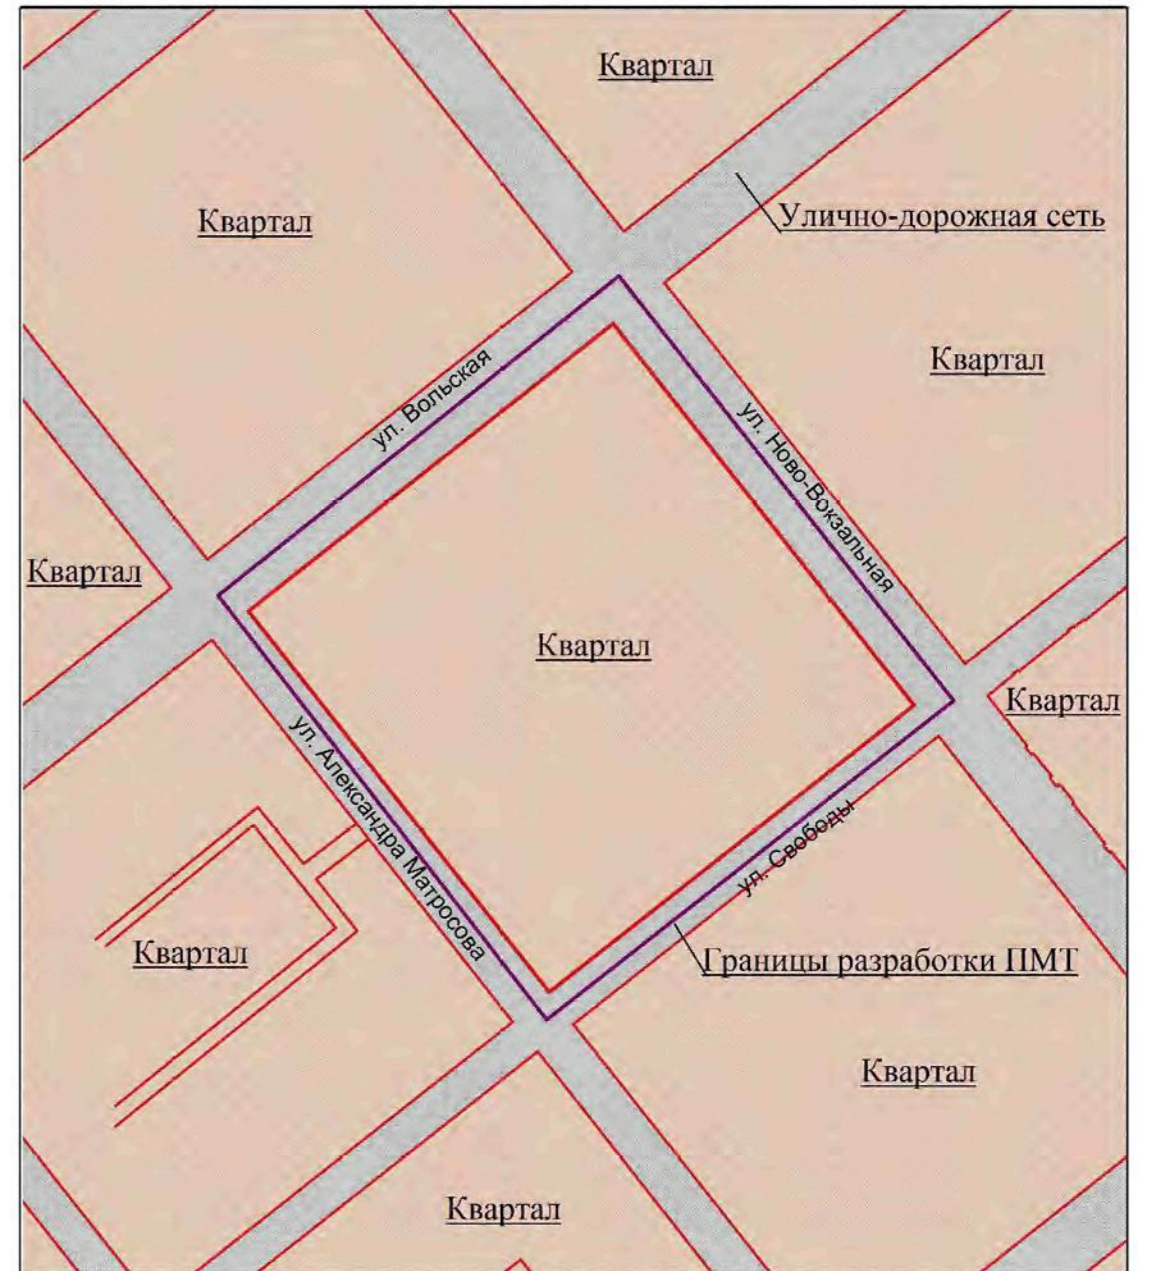 Квартал
Квартал
Улично-дорожная сеть
Квартал
ул. Вольская
ул. Ново-Вокзальная
Квартал
Квартал
Квартал
ул. Александра Матросова
ул. Свободы
Квартал
Границы разработки ПМТ
Квартал
Квартал